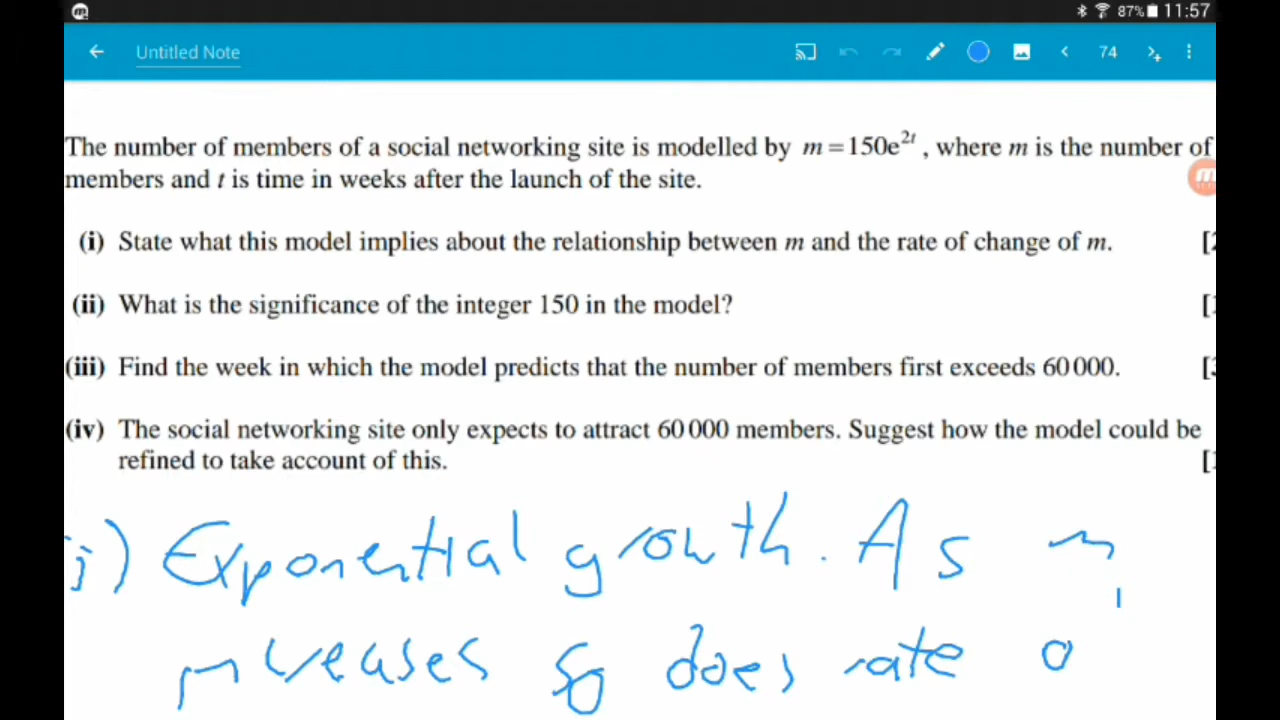 87% 11:57
Untitled Note
74
The number of members of a social networking site is modelled by m=150e²ᵗ, where m is the number of
members and t is time in weeks after the launch of the site.
(i) State what this model implies about the relationship between m and the rate of change of m.
(ii) What is the significance of the integer 150 in the model?
(iii) Find the week in which the model predicts that the number of members first exceeds 60 000.
(iv) The social networking site only expects to attract 60 000 members. Suggest how the model could be
refined to take account of this.
i) Exponential growth. As m
increases so does rate o